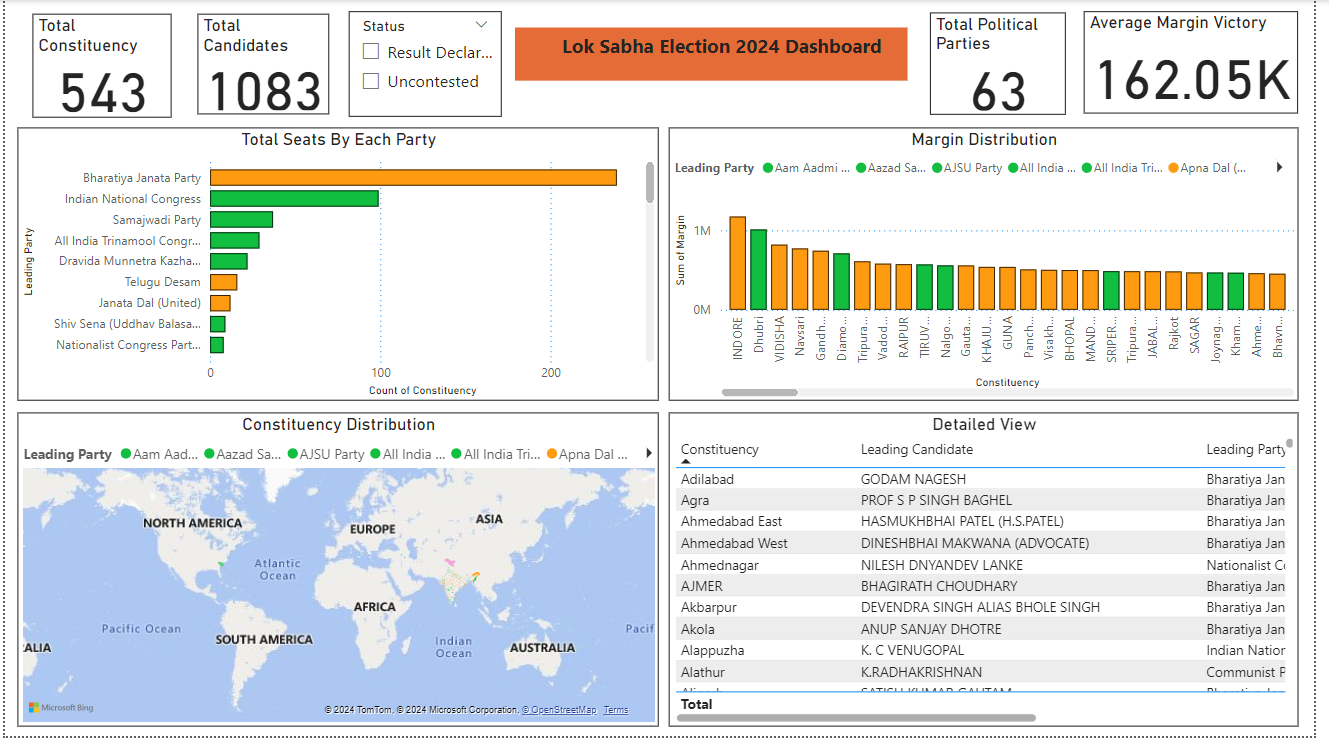 Total
Constituency
543
Total
Candidates
1083
Status
Result Declar...
Uncontested
Lok Sabha Election 2024 Dashboard
Total Political
Parties
63
Average Margin Victory
162.05K
Total Seats By Each Party
Leading Party
Bharatiya Janata Party
Indian National Congress
Samajwadi Party
All India Trinamool Congr...
Dravida Munnetra Kazha...
Telugu Desam
Janata Dal (United)
Shiv Sena (Uddhav Balasa...
Nationalist Congress Part...
0 100 200
Count of Constituency
Margin Distribution
Leading Party Aam Aadmi ... Aazad Sa... AJSU Party All India ... All India Tri... Apna Dal (...
Sum of Margin
1M
0M
INDORE Dhubri VIDISHA Navsari Gandh... Diamo... Tripura... Vadod... RAIPUR TIRUV... Nalgo... Gauta... KHAJU... GUNA Panch... Visakh... BHOPAL MAND... SRIPER... Tripura... JABAL... Rajkot SAGAR Joynag... Kham... Ahme... Bhavn...
Constituency
Constituency Distribution
Leading Party Aam Aad... Aazad Sa... AJSU Party All India ... All India Tri... Apna Dal ...
NORTH AMERICA
EUROPE
ASIA
Atlantic
Ocean
AFRICA
Pacific Ocean
SOUTH AMERICA
Indian
Ocean
AUSTRALIA
Pacif
ALIA
Microsoft Bing
© 2024 TomTom, © 2024 Microsoft Corporation, © OpenStreetMap Terms
Detailed View
Constituency Leading Candidate Leading Party
Adilabad GODAM NAGESH Bharatiya Jan
Agra PROF S P SINGH BAGHEL Bharatiya Jan
Ahmedabad East HASMUKHBHAI PATEL (H.S.PATEL) Bharatiya Jan
Ahmedabad West DINESHBHAI MAKWANA (ADVOCATE) Bharatiya Jan
Ahmednagar NILESH DNYANDEV LANKE Nationalist Co
AJMER BHAGIRATH CHOUDHARY Bharatiya Jan
Akbarpur DEVENDRA SINGH ALIAS BHOLE SINGH Bharatiya Jan
Akola ANUP SANJAY DHOTRE Bharatiya Jan
Alappuzha K. C VENUGOPAL Indian Nation
Alathur K.RADHAKRISHNAN Communist P
SATISH KUMAR GAUTAM
Total